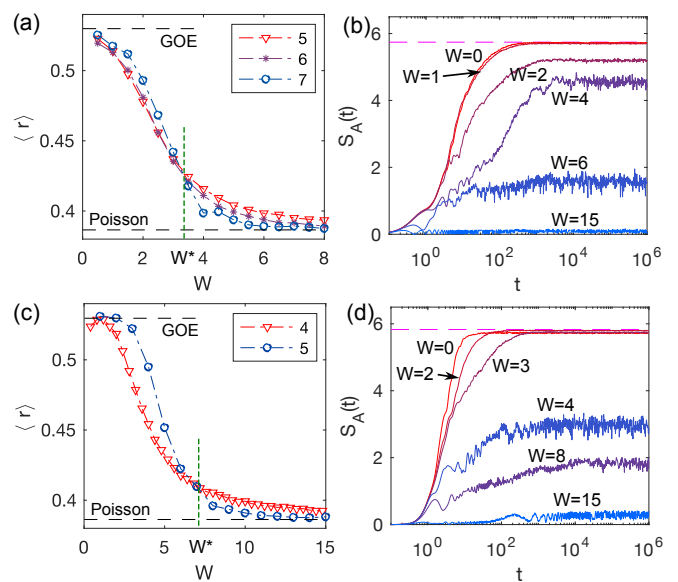 (a)
GOE
5
6
7
0.5
0.45
0.4
⟨ r ⟩
Poisson
0 2 4 6 8
W*
W
(b)
6
4
2
0
S_A(t)
W=0
W=1
W=2
W=4
W=6
W=15
10^0 10^2 10^4 10^6
t
(c)
GOE
4
5
0.5
0.45
0.4
⟨ r ⟩
Poisson
0 5 10 15
W*
W
(d)
6
4
2
0
S_A(t)
W=0
W=2
W=3
W=4
W=8
W=15
10^0 10^2 10^4 10^6
t